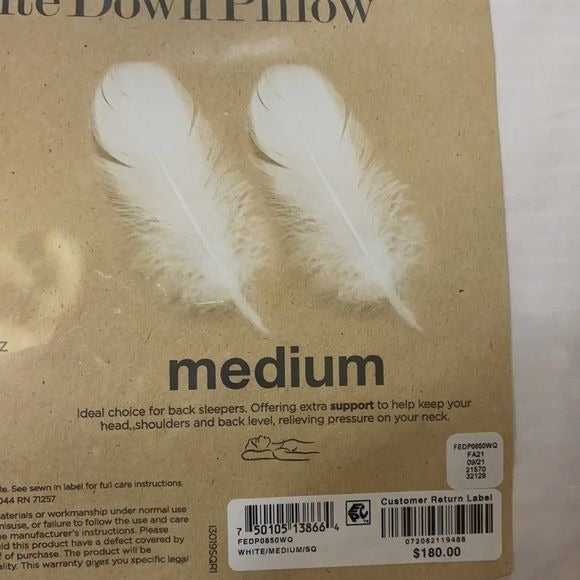 Down Pillow
z
medium
Ideal choice for back sleepers. Offering extra support to help keep your
head, shoulders and back level, relieving pressure on your neck.
le. See sewn in label for full care instructions.
044 RN 71257
aterials or workmanship under normal use
misuse, or failure to follow the use and care
he manufacturer's instructions. Please
uld this product have a defect covered by
of purchase. The product will be
ality. This warranty gives you specific legal
13019SQR1
FEDP0850WQ
FA21
09/21
21570
32128
7 50105 13866 4
FEDP0850WQ
WHITE/MEDIUM/SQ
Customer Return Label
072062119488
$180.00